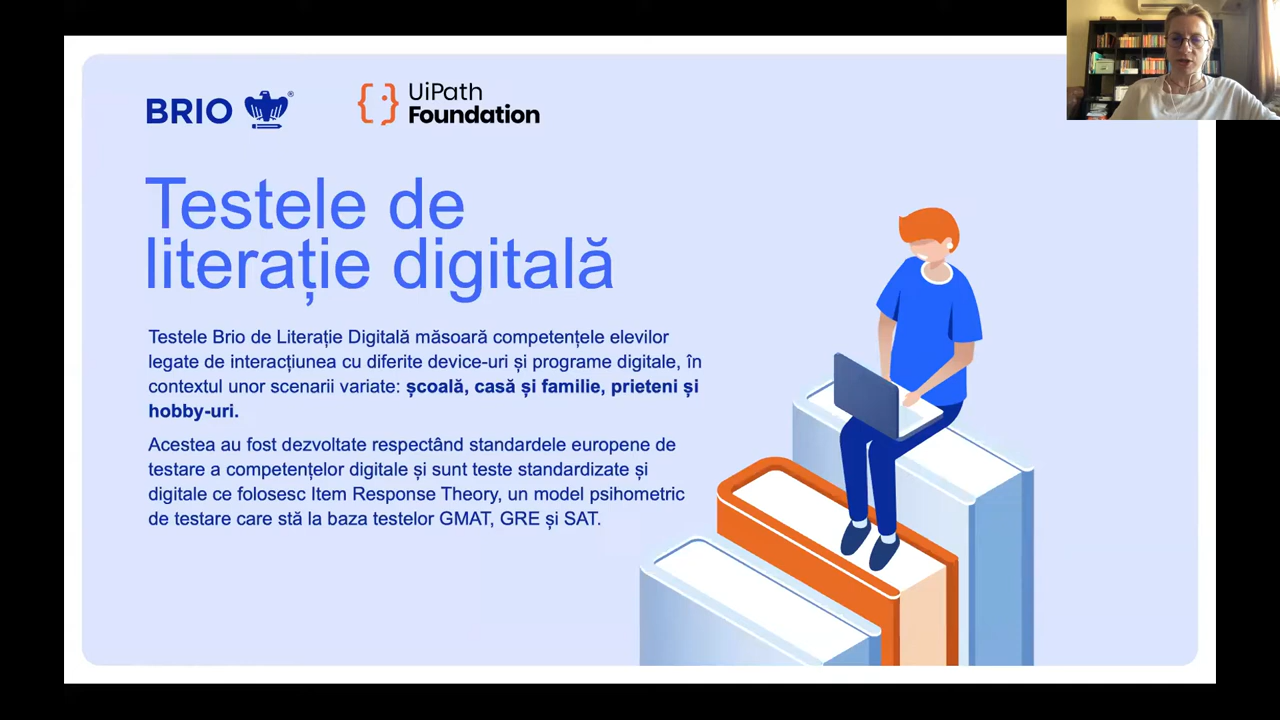 BRIO
UiPath
Foundation
Testele de
literație digitală
Testele Brio de Literație Digitală măsoară competențele elevilor
legate de interacțiunea cu diferite device-uri și programe digitale, în
contextul unor scenarii variate: școală, casă și familie, prieteni și
hobby-uri.
Acestea au fost dezvoltate respectând standardele europene de
testare a competențelor digitale și sunt teste standardizate și
digitale ce folosesc Item Response Theory, un model psihometric
de testare care stă la baza testelor GMAT, GRE și SAT.